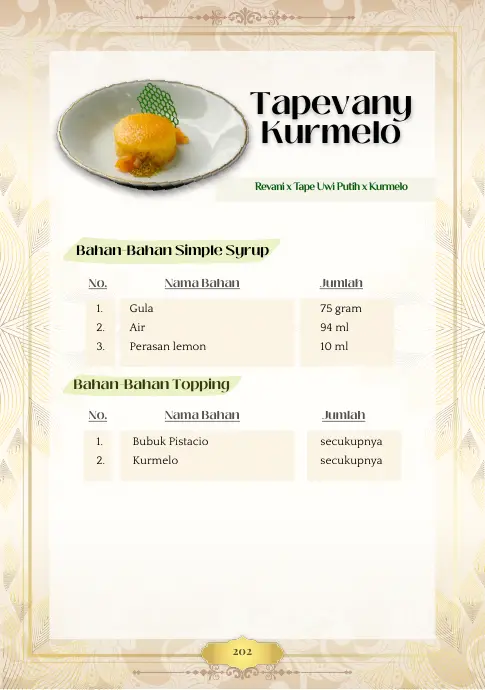 Tapevany
Kurmelo
Revani x Tape Uwi Putih x Kurmelo
Bahan-Bahan Simple Syrup
No. Nama Bahan Jumlah
1. Gula 75 gram
2. Air 94 ml
3. Perasan lemon 10 ml
Bahan-Bahan Topping
No. Nama Bahan Jumlah
1. Bubuk Pistacio secukupnya
2. Kurmelo secukupnya
202